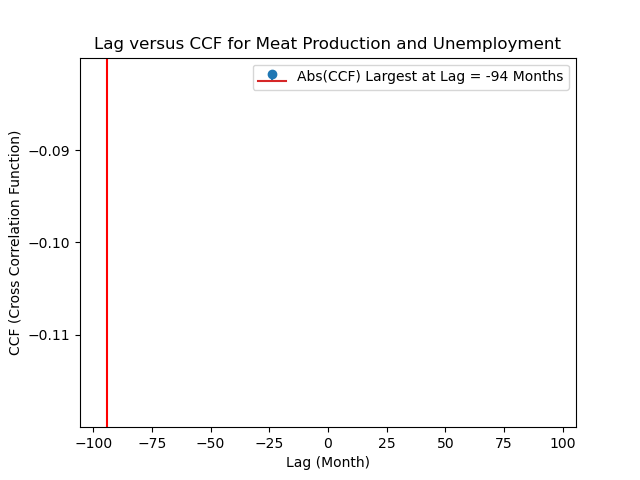 Lag versus CCF for Meat Production and Unemployment
Abs(CCF) Largest at Lag = -94 Months
CCF (Cross Correlation Function)
−0.09
−0.10
−0.11
−100 −75 −50 −25 0 25 50 75 100
Lag (Month)